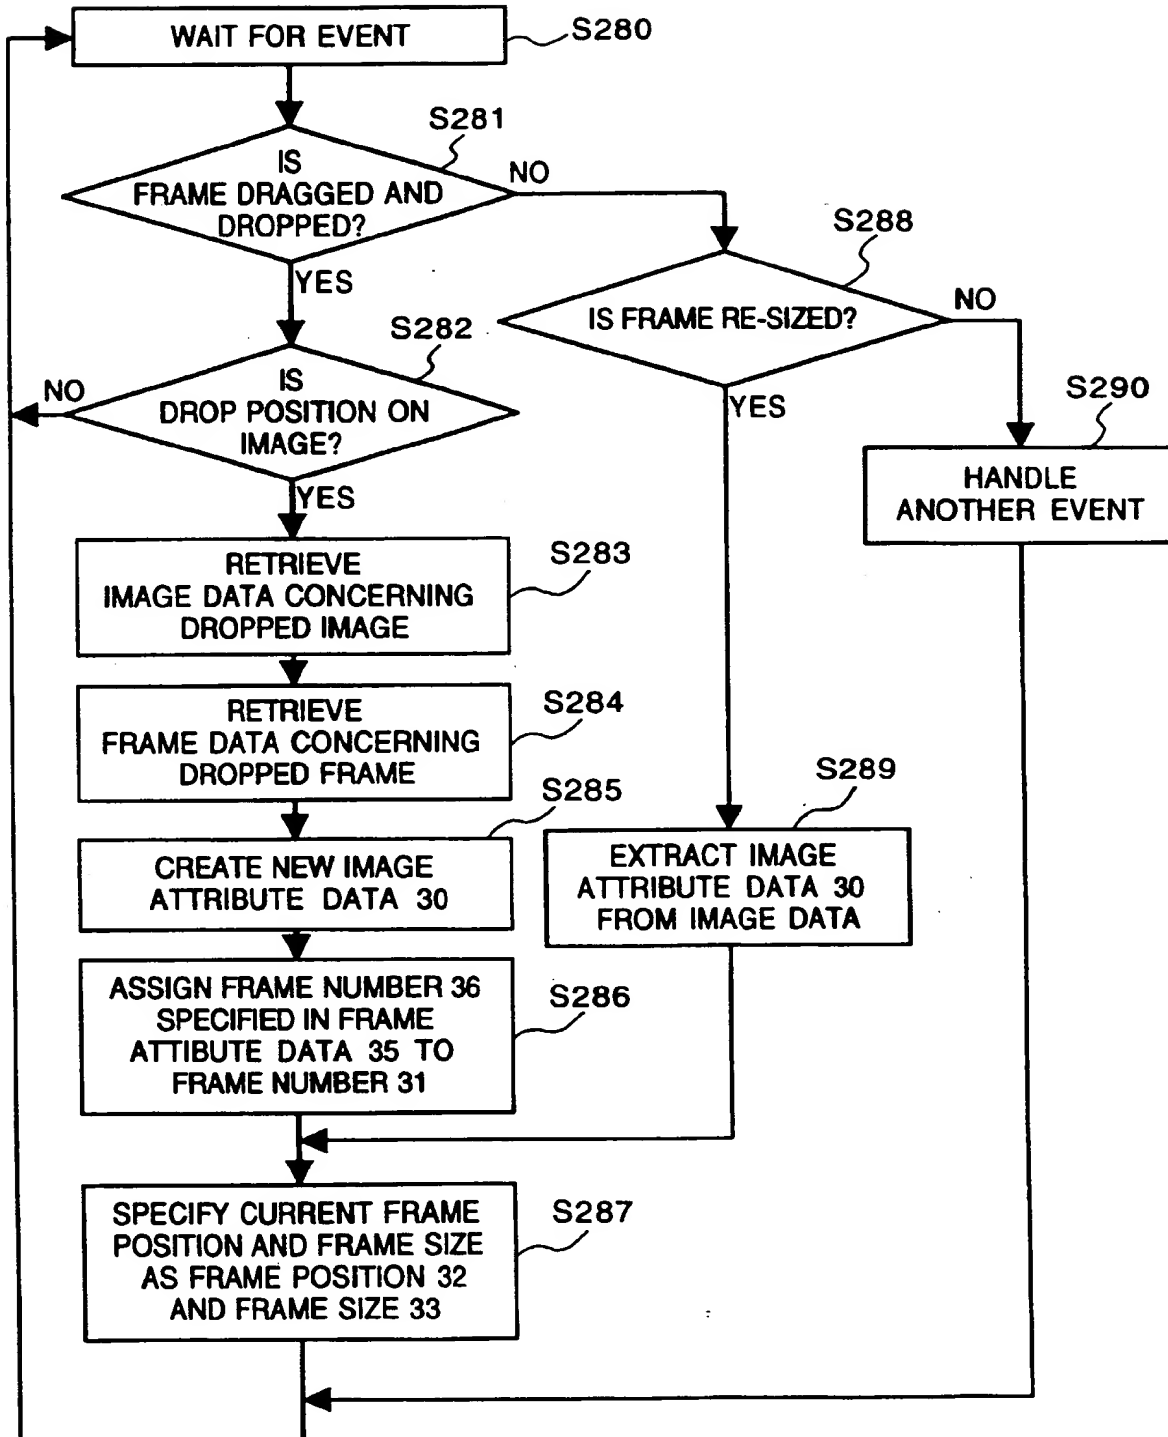 WAIT FOR EVENT
S280
S281
IS
FRAME DRAGGED AND
DROPPED?
NO
YES
S288
IS FRAME RE-SIZED?
NO
YES
S282
IS
DROP POSITION ON
IMAGE?
NO
YES
S290
HANDLE
ANOTHER EVENT
S283
RETRIEVE
IMAGE DATA CONCERNING
DROPPED IMAGE
S284
RETRIEVE
FRAME DATA CONCERNING
DROPPED FRAME
S285
CREATE NEW IMAGE
ATTRIBUTE DATA 30
S289
EXTRACT IMAGE
ATTRIBUTE DATA 30
FROM IMAGE DATA
S286
ASSIGN FRAME NUMBER 36
SPECIFIED IN FRAME
ATTIBUTE DATA 35 TO
FRAME NUMBER 31
S287
SPECIFY CURRENT FRAME
POSITION AND FRAME SIZE
AS FRAME POSITION 32
AND FRAME SIZE 33